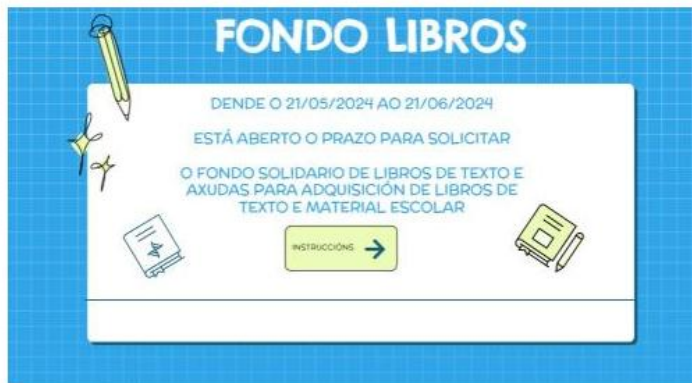 FONDO LIBROS
DENDE O 21/05/2024 AO 21/06/2024
ESTÁ ABERTO O PRAZO PARA SOLICITAR
O FONDO SOLIDARIO DE LIBROS DE TEXTO E
AXUDAS PARA ADQUISICIÓN DE LIBROS DE
TEXTO E MATERIAL ESCOLAR
INSTRUCCIÓNS